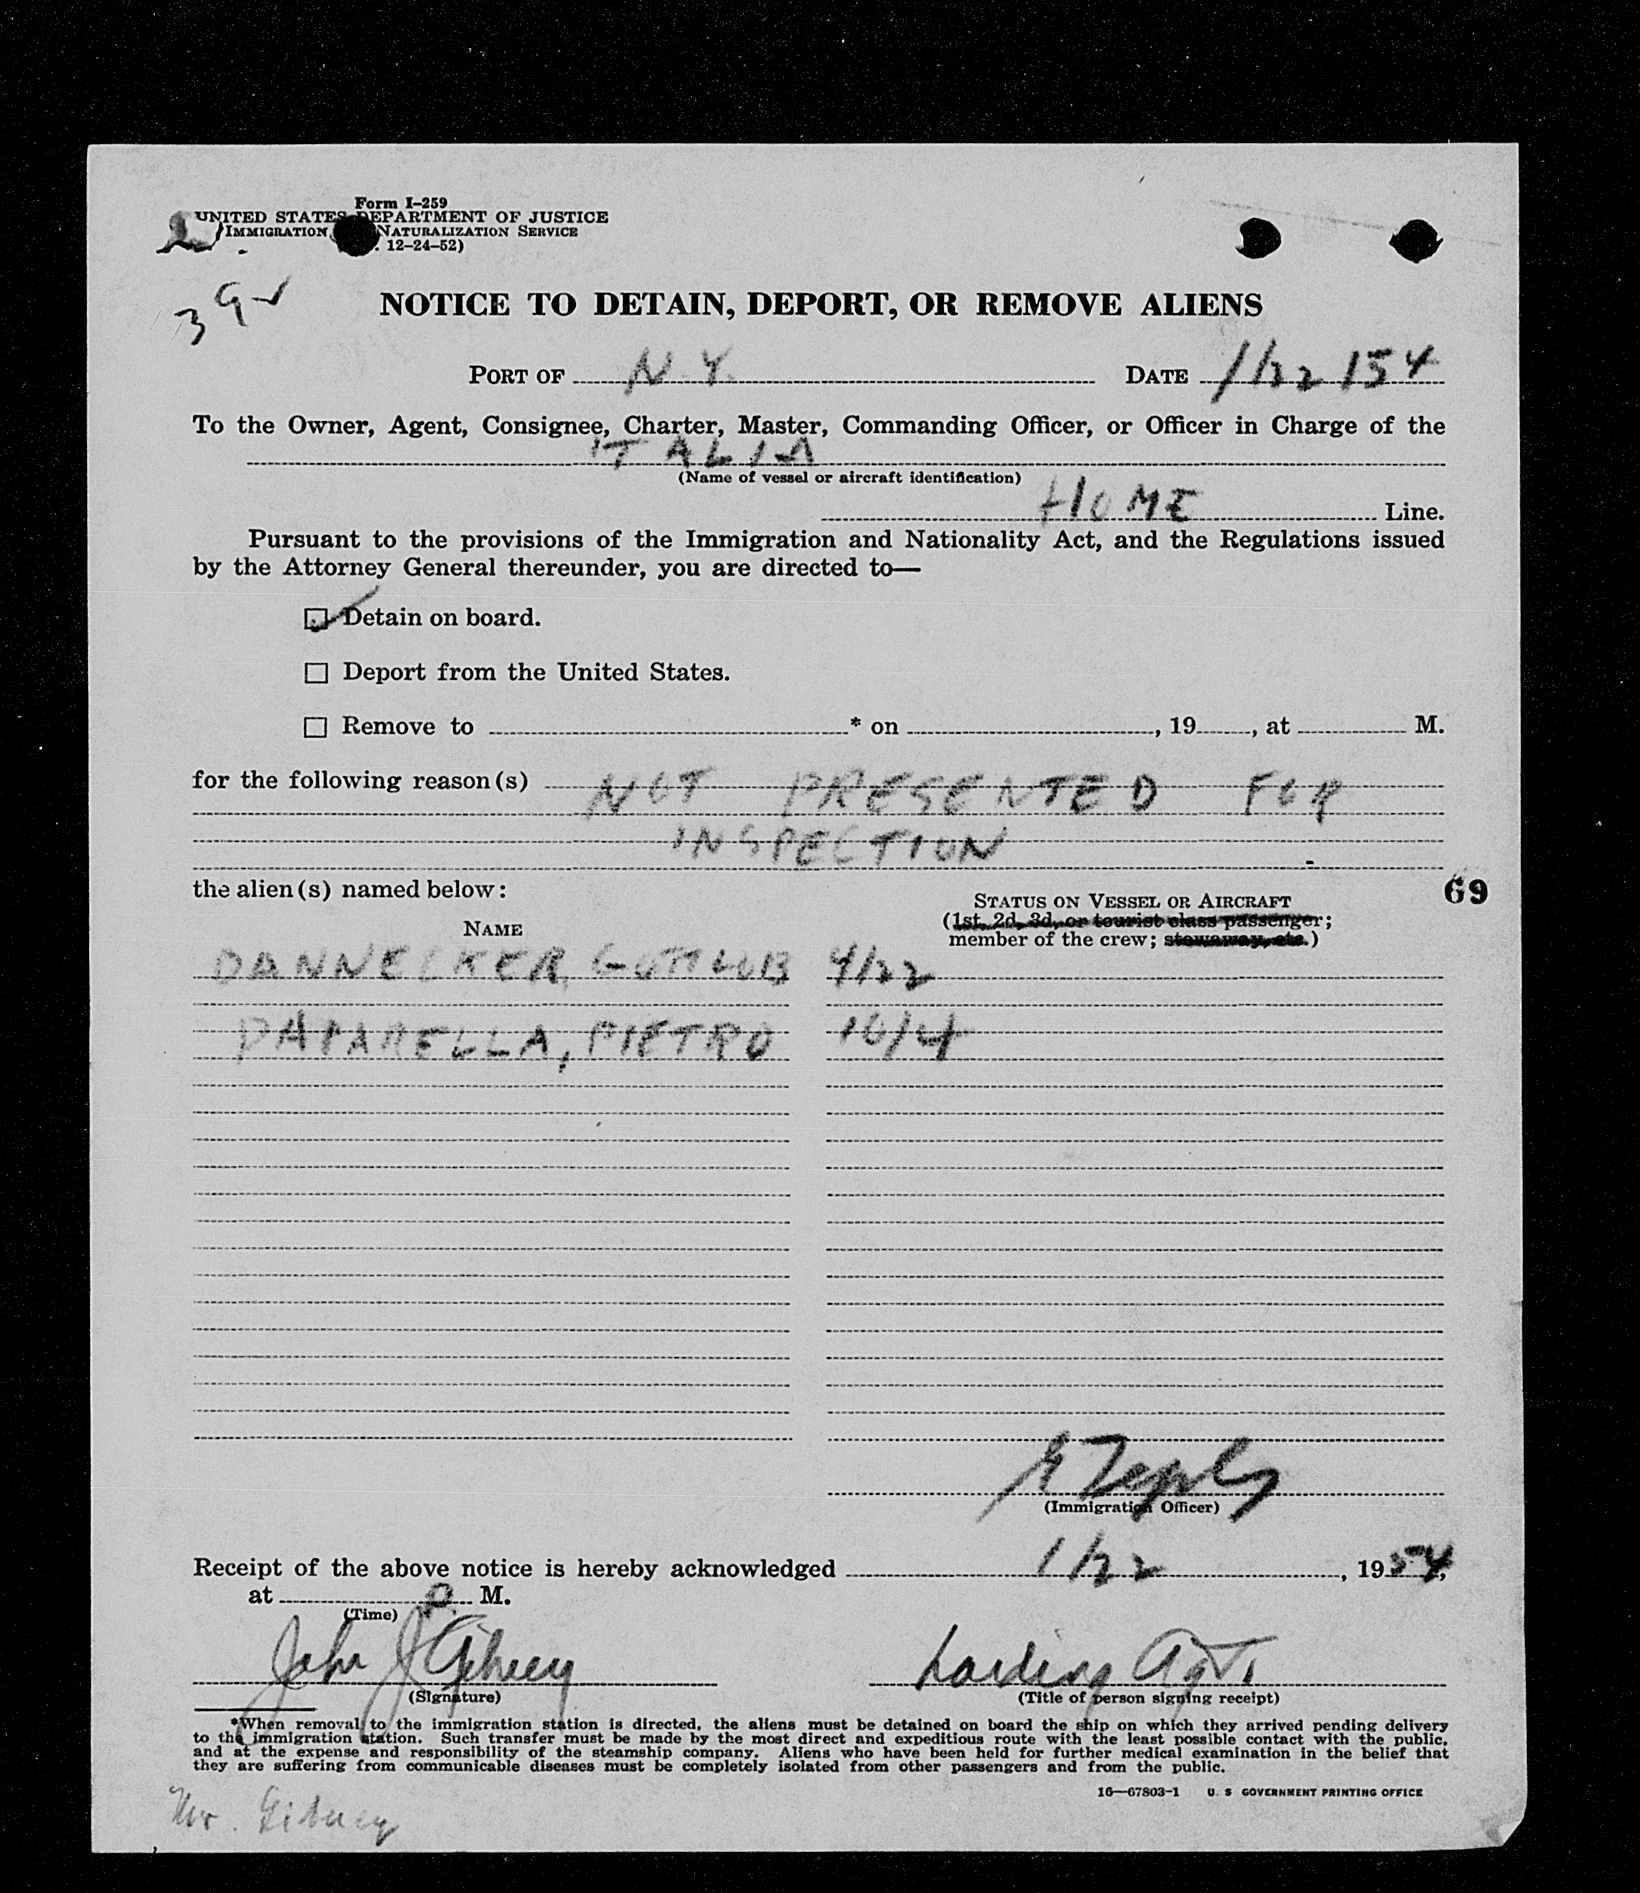 Form I-259
UNITED STATES DEPARTMENT OF JUSTICE
IMMIGRATION NATURALIZATION SERVICE
12-24-52)
39
NOTICE TO DETAIN, DEPORT, OR REMOVE ALIENS
PORT OF N.Y. DATE 1/22/54
To the Owner, Agent, Consignee, Charter, Master, Commanding Officer, or Officer in Charge of the
ITALIA
(Name of vessel or aircraft identification)
HOME Line.
Pursuant to the provisions of the Immigration and Nationality Act, and the Regulations issued
by the Attorney General thereunder, you are directed to—
Detain on board.
Deport from the United States.
Remove to * on , 19 , at M.
for the following reason(s) NOT PRESENTED FOR
INSPECTION
the alien(s) named below:
69
NAME
STATUS ON VESSEL OR AIRCRAFT
(1st, 2d, 3d, or tourist class passenger;
member of the crew; stowaway, etc.)
DANNECKER, GOTTLOB 4/22
PAPARELLA, PIETRO 10/4
(Immigration Officer)
Receipt of the above notice is hereby acknowledged 1/22, 1954,
at P. M.
(Time)
John J Gibney Landing Agt.
(Signature) (Title of person signing receipt)
*When removal to the immigration station is directed, the aliens must be detained on board the ship on which they arrived pending delivery
to the immigration station. Such transfer must be made by the most direct and expeditious route with the least possible contact with the public,
and at the expense and responsibility of the steamship company. Aliens who have been held for further medical examination in the belief that
they are suffering from communicable diseases must be completely isolated from other passengers and from the public.
16—67803-1 U. S. GOVERNMENT PRINTING OFFICE
Mr. Gibney